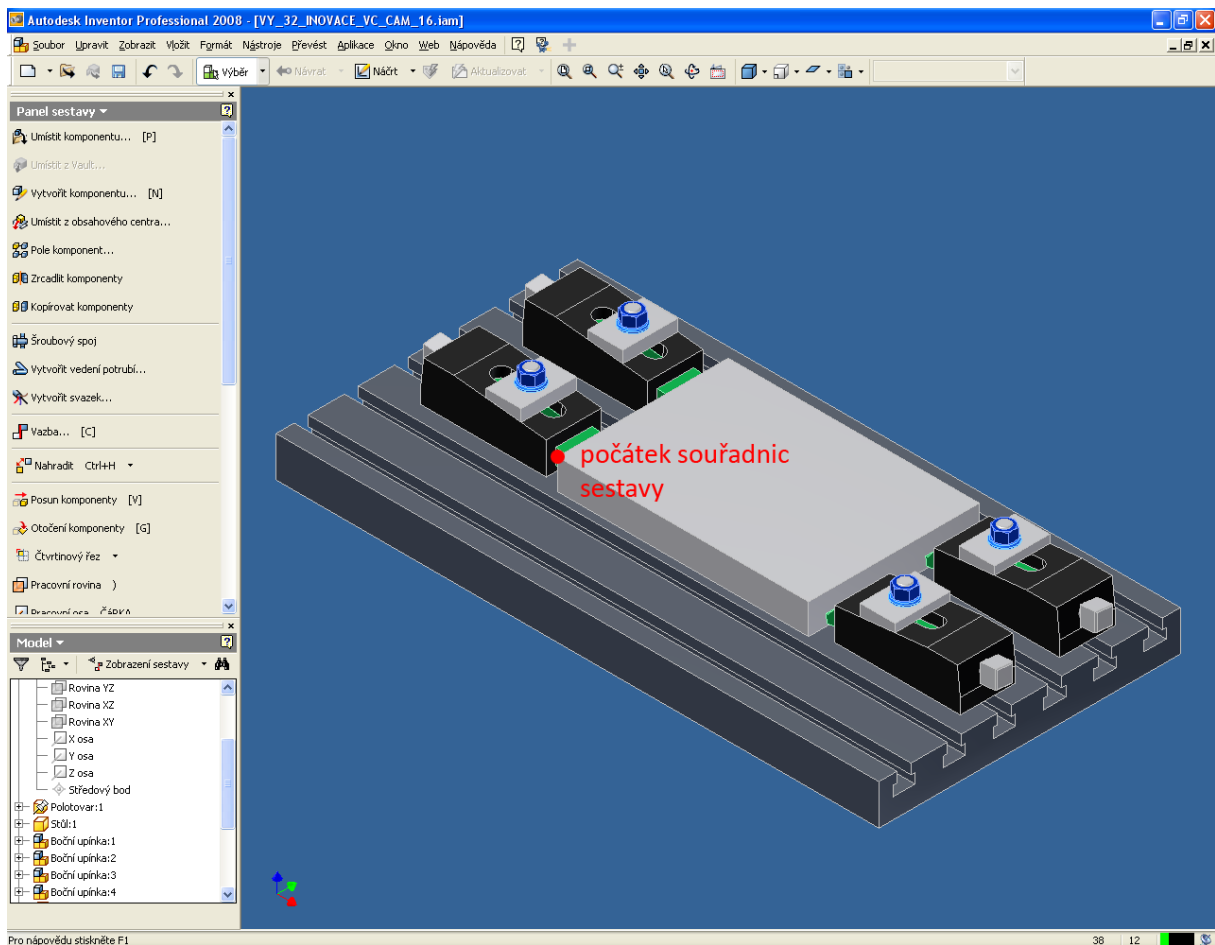 Autodesk Inventor Professional 2008 - [VY_32_INOVACE_VC_CAM_16.iam]
Soubor Upravit Zobrazit Vložit Formát Nástroje Převést Aplikace Okno Web Nápověda
Výběr Návrat Náčrt Aktualizovat
Panel sestavy
Umístit komponentu... [P]
Umístit z Vault...
Vytvořit komponentu... [N]
Umístit z obsahového centra...
Pole komponent...
Zrcadlit komponenty
Kopírovat komponenty
Šroubový spoj
Vytvořit vedení potrubí...
Vytvořit svazek...
Vazba... [C]
Nahradit Ctrl+H
Posun komponenty [V]
Otočení komponenty [G]
Čtvrtinový řez
Pracovní rovina )
Pracovní osa ČÁRKA
Model
Zobrazení sestavy
Rovina YZ
Rovina XZ
Rovina XY
X osa
Y osa
Z osa
Středový bod
Polotovar:1
Stůl:1
Boční upínka:1
Boční upínka:2
Boční upínka:3
Boční upínka:4
počátek souřadnic
sestavy
Pro nápovědu stiskněte F1
38 12